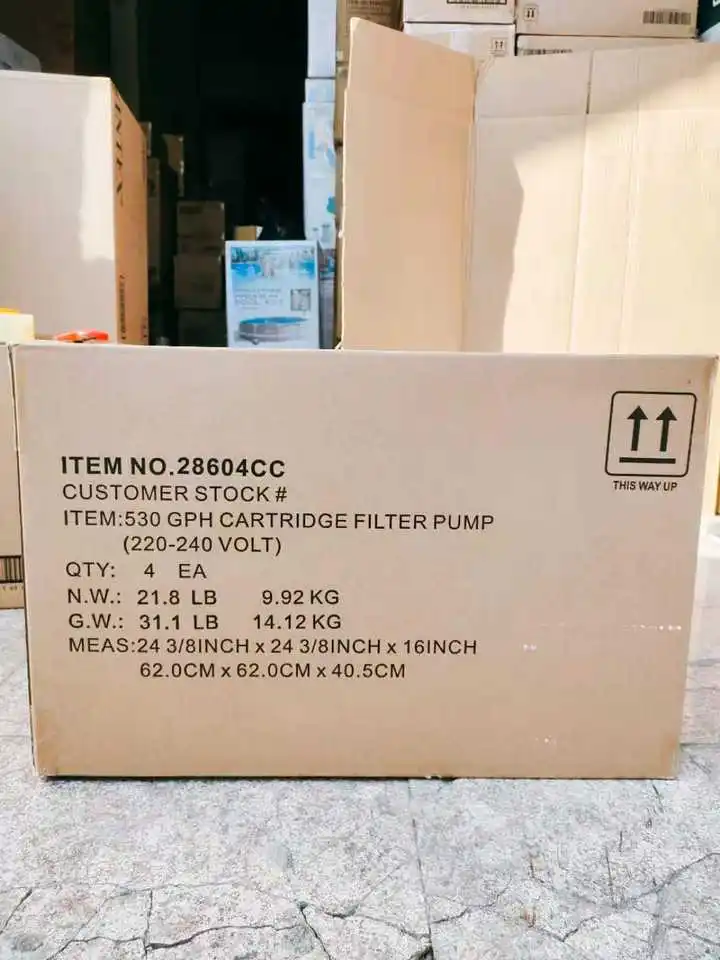 ITEM NO.28604CC
CUSTOMER STOCK #
ITEM:530 GPH CARTRIDGE FILTER PUMP
(220-240 VOLT)
QTY: 4 EA
N.W.: 21.8 LB 9.92 KG
G.W.: 31.1 LB 14.12 KG
MEAS:24 3/8INCH x 24 3/8INCH x 16INCH
62.0CM x 62.0CM x 40.5CM
THIS WAY UP